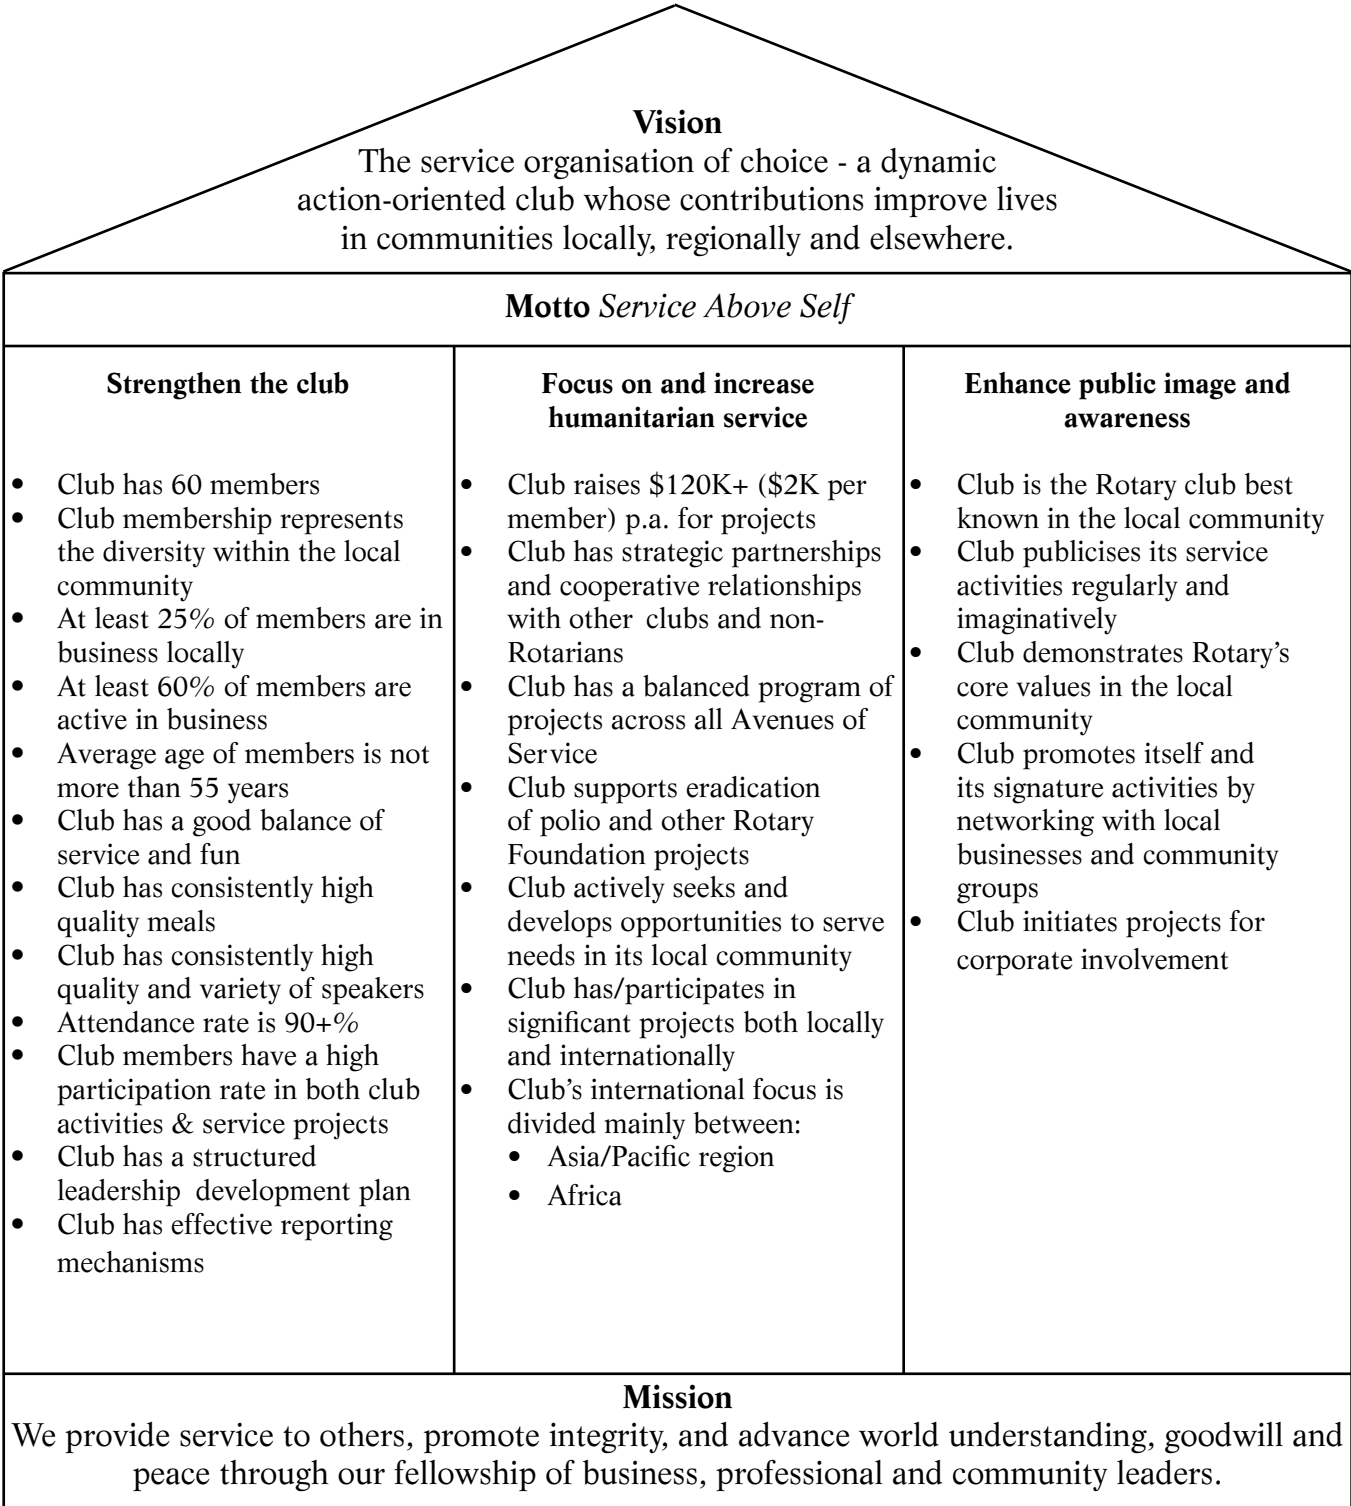 Vision
The service organisation of choice - a dynamic
action-oriented club whose contributions improve lives
in communities locally, regionally and elsewhere.
Motto Service Above Self
Strengthen the club
• Club has 60 members
• Club membership represents
the diversity within the local
community
• At least 25% of members are in
business locally
• At least 60% of members are
active in business
• Average age of members is not
more than 55 years
• Club has a good balance of
service and fun
• Club has consistently high
quality meals
• Club has consistently high
quality and variety of speakers
• Attendance rate is 90+%
• Club members have a high
participation rate in both club
activities & service projects
• Club has a structured
leadership development plan
• Club has effective reporting
mechanisms
Focus on and increase
humanitarian service
• Club raises $120K+ ($2K per
member) p.a. for projects
• Club has strategic partnerships
and cooperative relationships
with other clubs and non-
Rotarians
• Club has a balanced program of
projects across all Avenues of
Service
• Club supports eradication
of polio and other Rotary
Foundation projects
• Club actively seeks and
develops opportunities to serve
needs in its local community
• Club has/participates in
significant projects both locally
and internationally
• Club's international focus is
divided mainly between:
• Asia/Pacific region
• Africa
Enhance public image and
awareness
• Club is the Rotary club best
known in the local community
• Club publicises its service
activities regularly and
imaginatively
• Club demonstrates Rotary's
core values in the local
community
• Club promotes itself and
its signature activities by
networking with local
businesses and community
groups
• Club initiates projects for
corporate involvement
Mission
We provide service to others, promote integrity, and advance world understanding, goodwill and
peace through our fellowship of business, professional and community leaders.